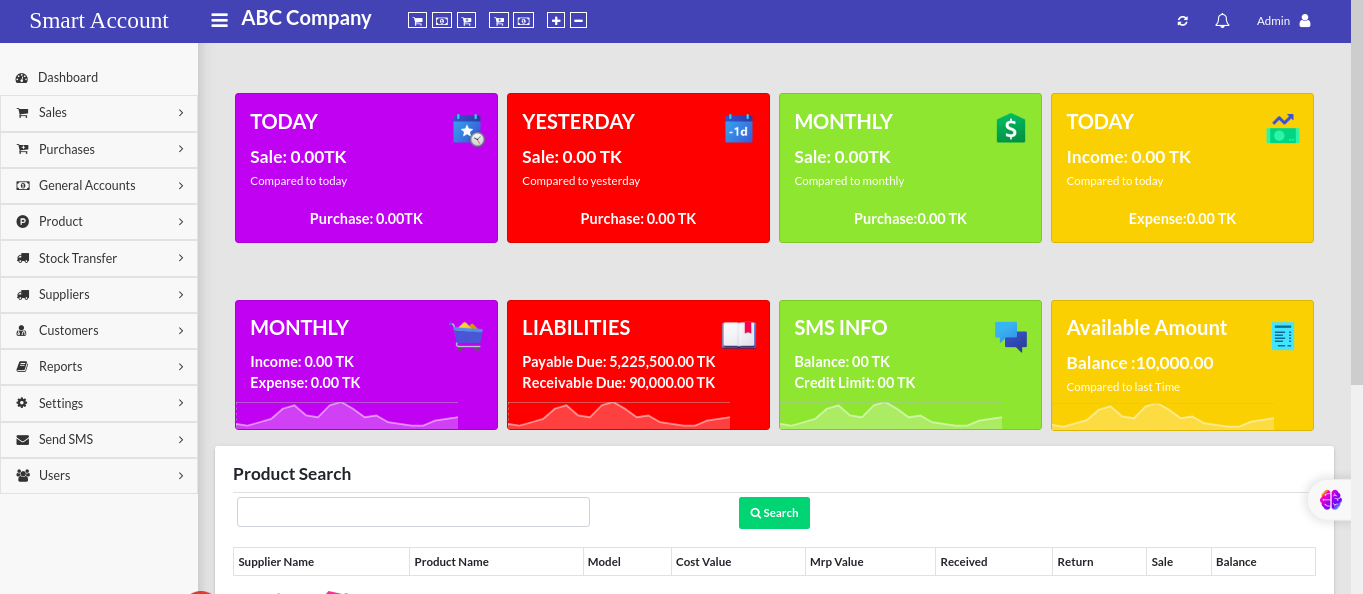 Smart Account
ABC Company
Admin
Dashboard
Sales
Purchases
General Accounts
Product
Stock Transfer
Suppliers
Customers
Reports
Settings
Send SMS
Users
TODAY
Sale: 0.00TK
Compared to today
Purchase: 0.00TK
YESTERDAY
-1d
Sale: 0.00 TK
Compared to yesterday
Purchase: 0.00 TK
MONTHLY
$
Sale: 0.00TK
Compared to monthly
Purchase:0.00 TK
TODAY
Income: 0.00 TK
Compared to today
Expense:0.00 TK
MONTHLY
Income: 0.00 TK
Expense: 0.00 TK
LIABILITIES
Payable Due: 5,225,500.00 TK
Receivable Due: 90,000.00 TK
SMS INFO
Balance: 00 TK
Credit Limit: 00 TK
Available Amount
Balance :10,000.00
Compared to last Time
Product Search
Search
Supplier Name Product Name Model Cost Value Mrp Value Received Return Sale Balance